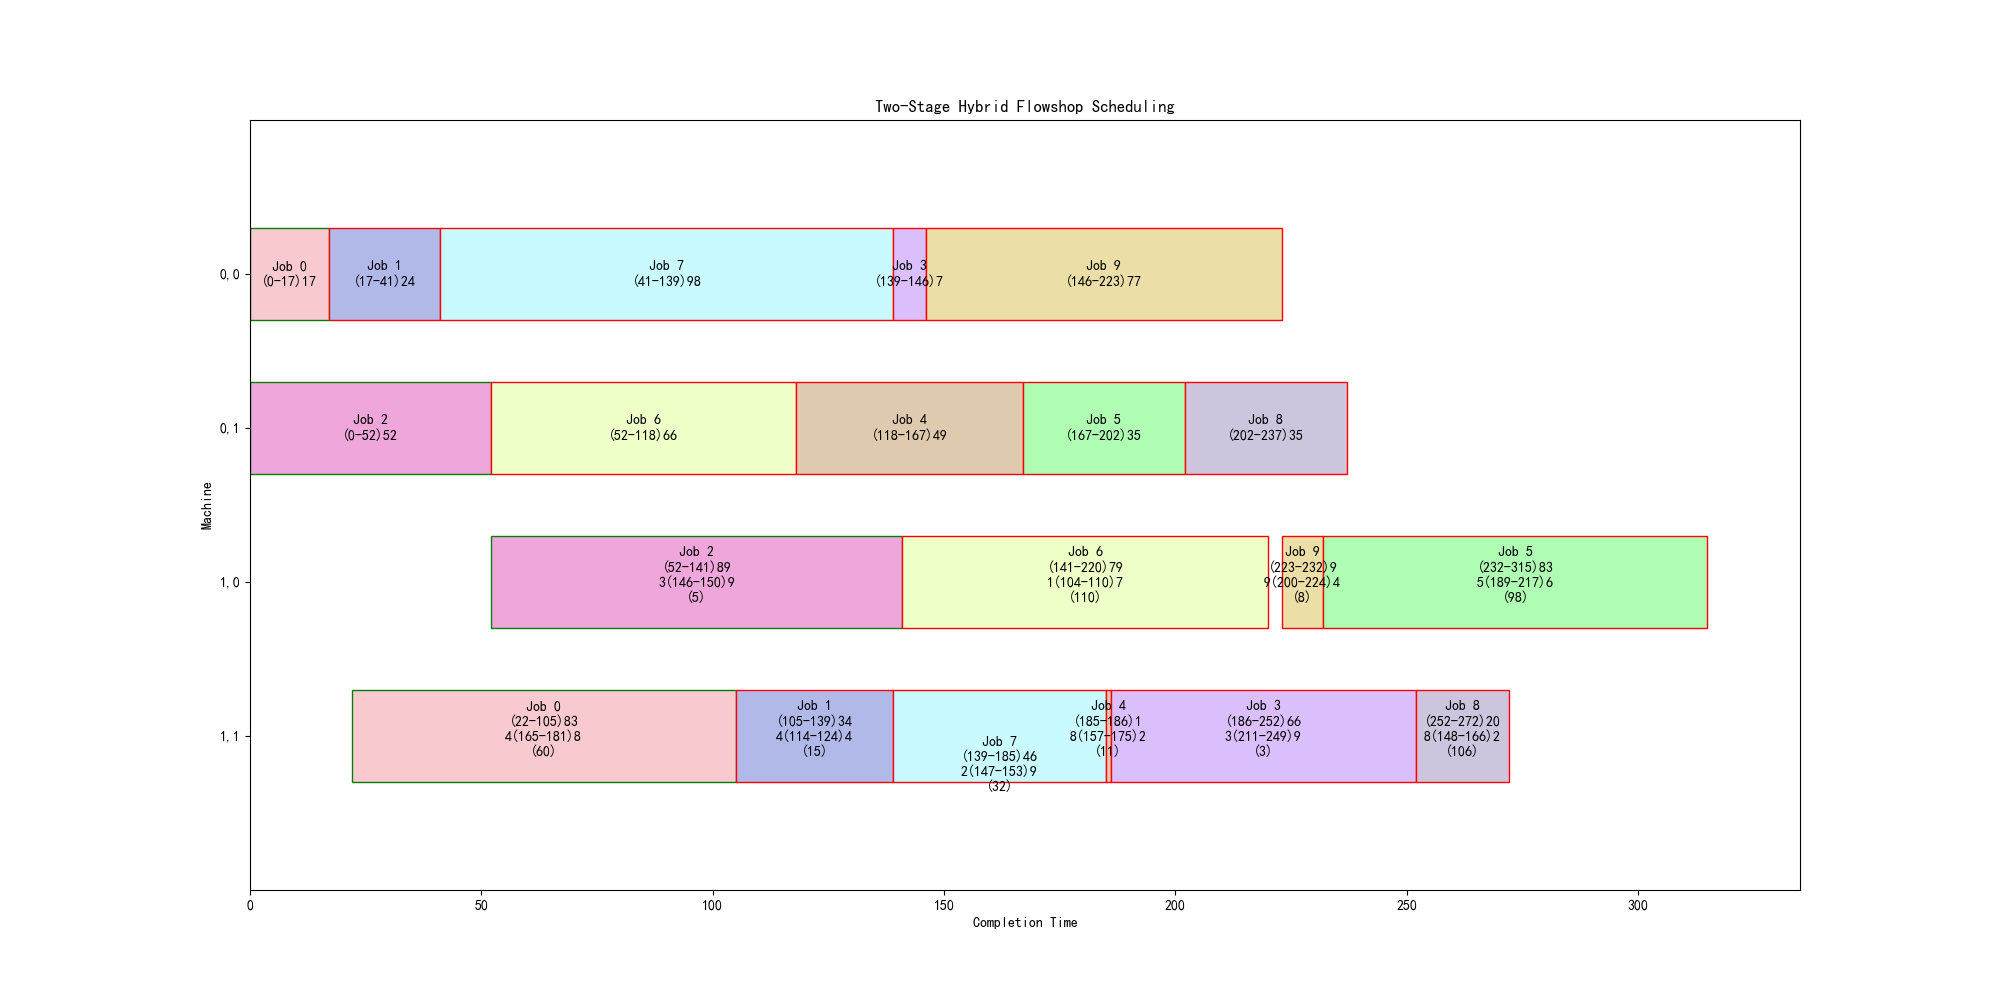 Two-Stage Hybrid Flowshop Scheduling
0,0
Job 0
(0-17)17
Job 1
(17-41)24
Job 7
(41-139)98
Job 3
(139-146)7
Job 9
(146-223)77
0,1
Job 2
(0-52)52
Job 6
(52-118)66
Job 4
(118-167)49
Job 5
(167-202)35
Job 8
(202-237)35
Machine
1,0
Job 2
(52-141)89
3(146-150)9
(5)
Job 6
(141-220)79
1(104-110)7
(110)
Job 9
(223-232)9
9(200-224)4
(8)
Job 5
(232-315)83
5(189-217)6
(98)
1,1
Job 0
(22-105)83
4(165-181)8
(60)
Job 1
(105-139)34
4(114-124)4
(15)
Job 7
(139-185)46
2(147-153)9
(32)
Job 4
(185-186)1
8(157-175)2
(11)
Job 3
(186-252)66
3(211-249)9
(3)
Job 8
(252-272)20
8(148-166)2
(106)
0
50
100
150
200
250
300
Completion Time